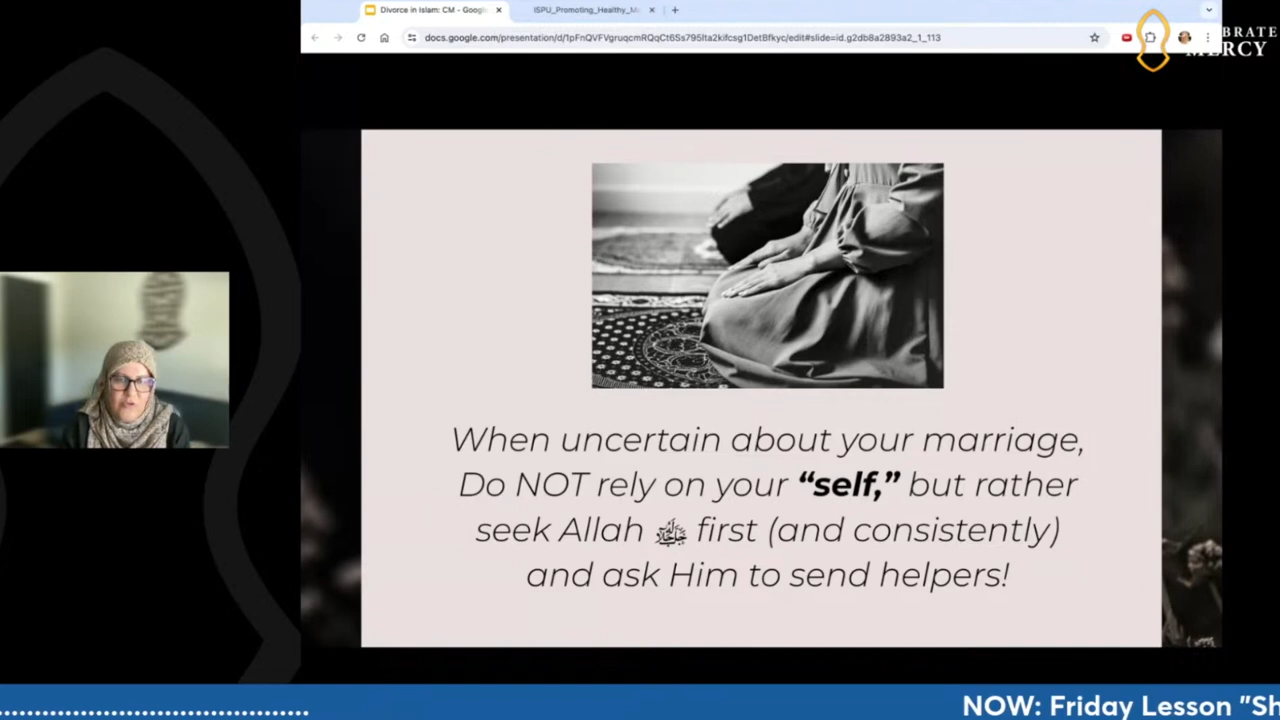 Divorce in Islam: CM - Google
ISPU_Promoting_Healthy_M
docs.google.com/presentation/d/1pFnQVFVgruqcmRQqCt6Ss795lta2kifcsg1DetBfkyc/edit#slide=id.g2db8a2893a2_1_113
BRATE
MERCY
When uncertain about your marriage,
Do NOT rely on your “self,” but rather
seek Allah ﷻ first (and consistently)
and ask Him to send helpers!
NOW: Friday Lesson "Sh